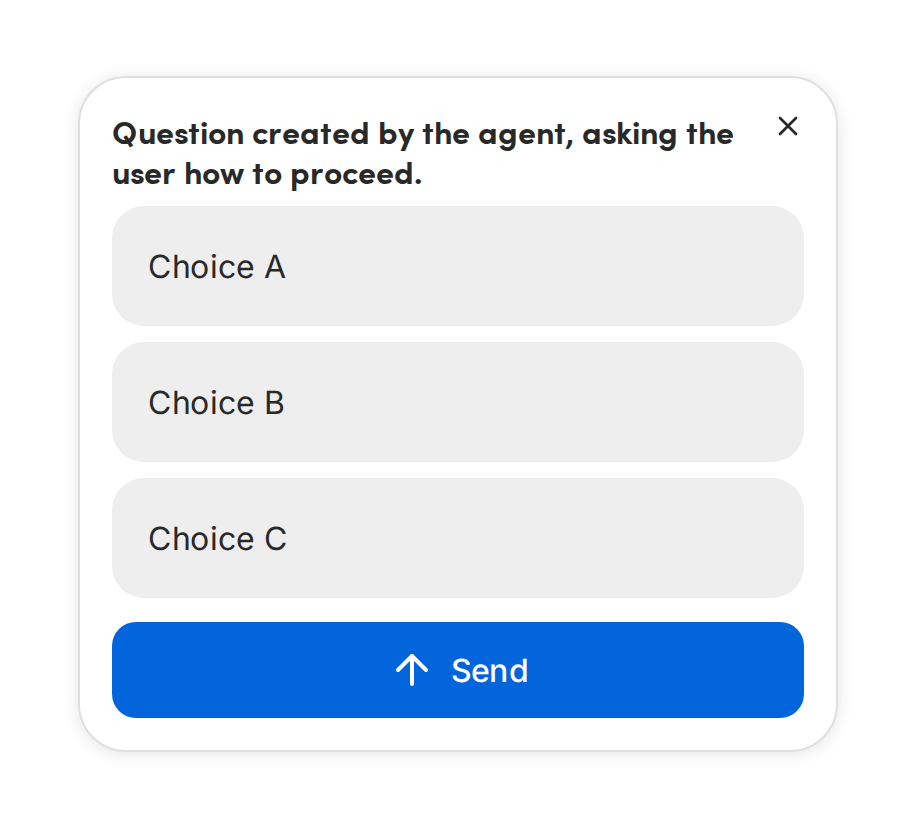 Question created by the agent, asking the
user how to proceed.
Choice A
Choice B
Choice C
Send